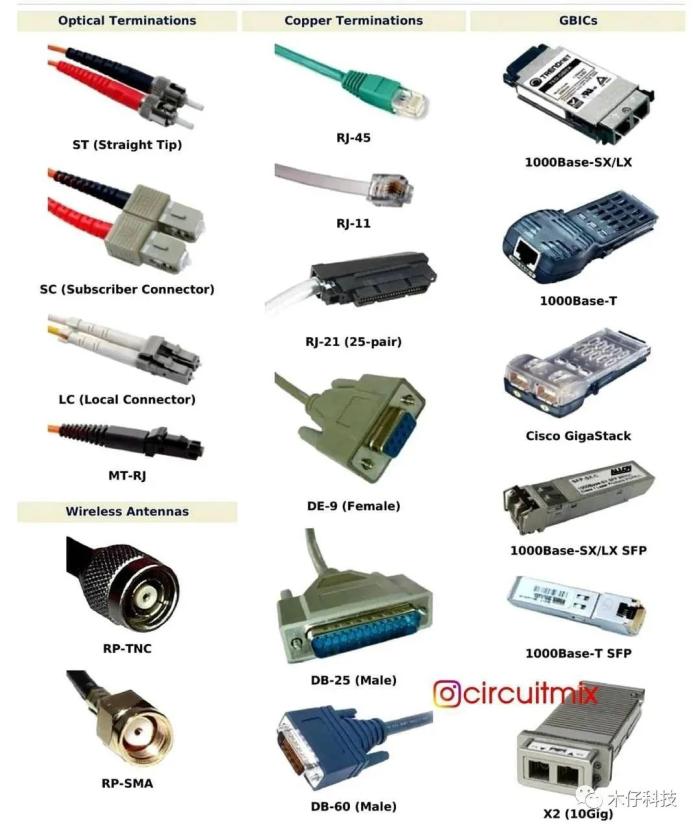 Optical Terminations
ST (Straight Tip)
SC (Subscriber Connector)
LC (Local Connector)
MT-RJ
Wireless Antennas
RP-TNC
RP-SMA
Copper Terminations
RJ-45
RJ-11
RJ-21 (25-pair)
DE-9 (Female)
DB-25 (Male)
DB-60 (Male)
GBICs
TRENDNET
1000Base-SX/LX
1000Base-T
Cisco GigaStack
ALLOY
1000Base-SX/LX SFP
1000Base-T SFP
circuitmix
X2 (10Gig)
木仔科技